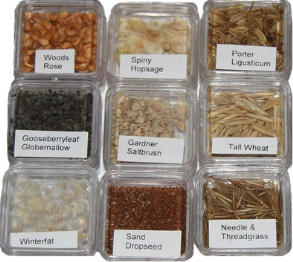 Woods
Rose
Spiny
Hopsage
Porter
Ligusticum
Gooseberryleaf
Globemallow
Gardner
Saltbrush
Tall Wheat
Winterfat
Sand
Dropseed
Needle &
Threadgrass